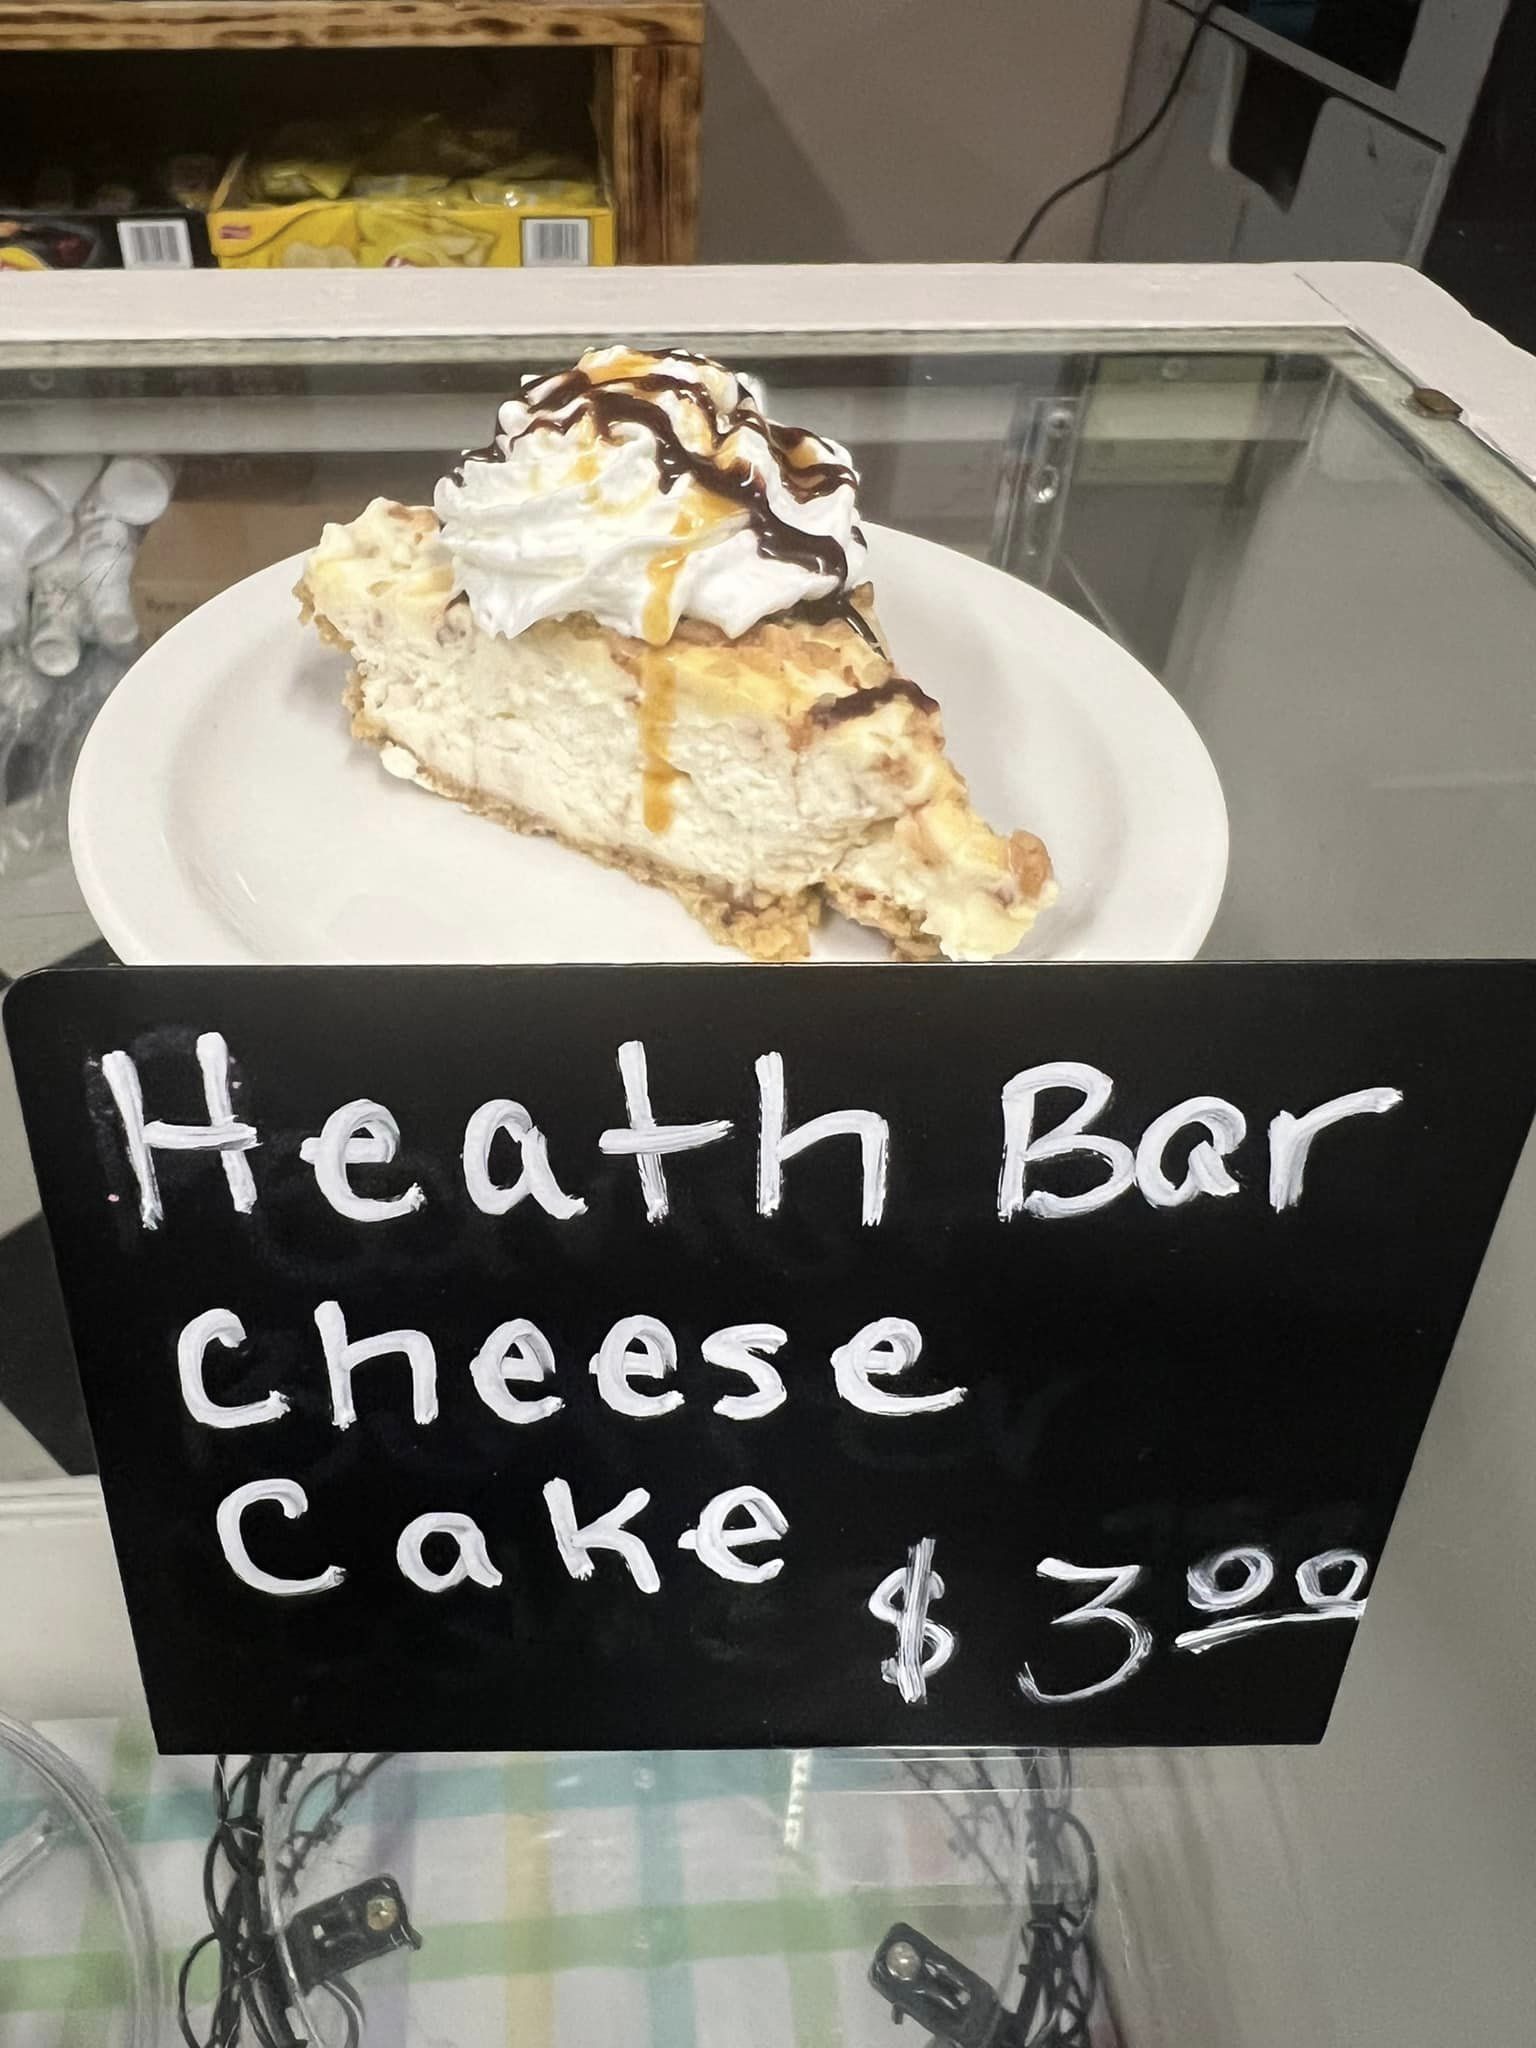 Heath Bar
Cheese
Cake
$ 3.00